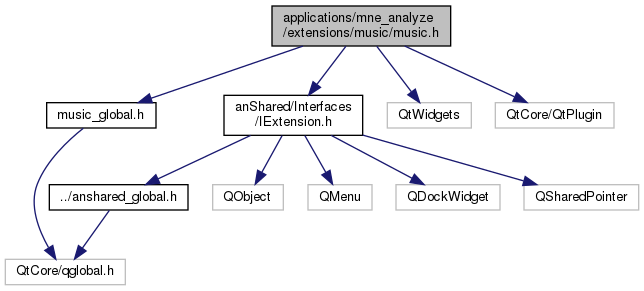 applications/mne_analyze
/extensions/music/music.h
music_global.h
anShared/Interfaces
/IExtension.h
QtWidgets
QtCore/QtPlugin
../anshared_global.h
QObject
QMenu
QDockWidget
QSharedPointer
QtCore/qglobal.h